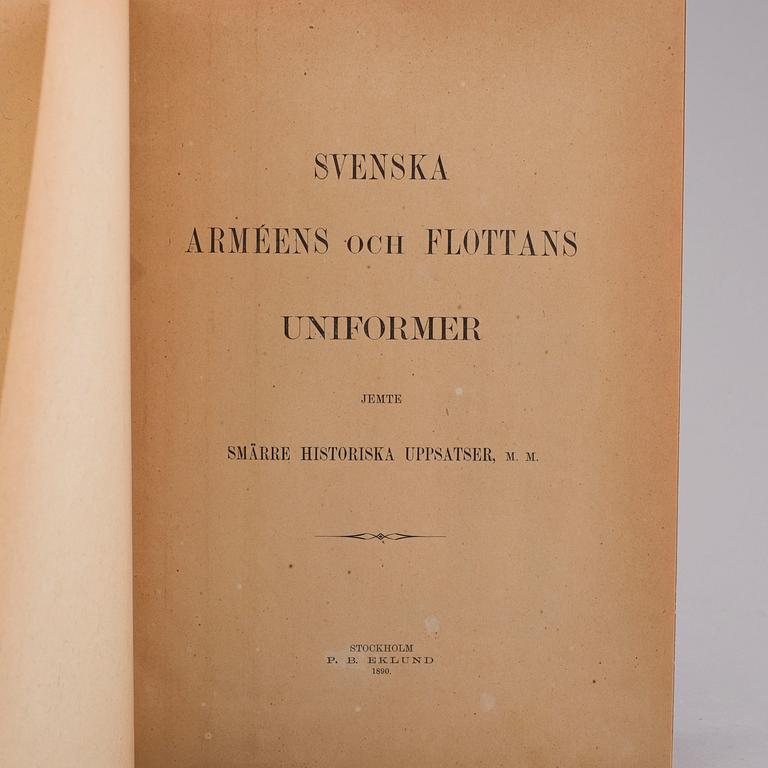 SVENSKA
ARMÉENS OCH FLOTTANS
UNIFORMER
JEMTE
SMÄRRE HISTORISKA UPPSATSER, M. M.
STOCKHOLM
P. B. EKLUND
1890.